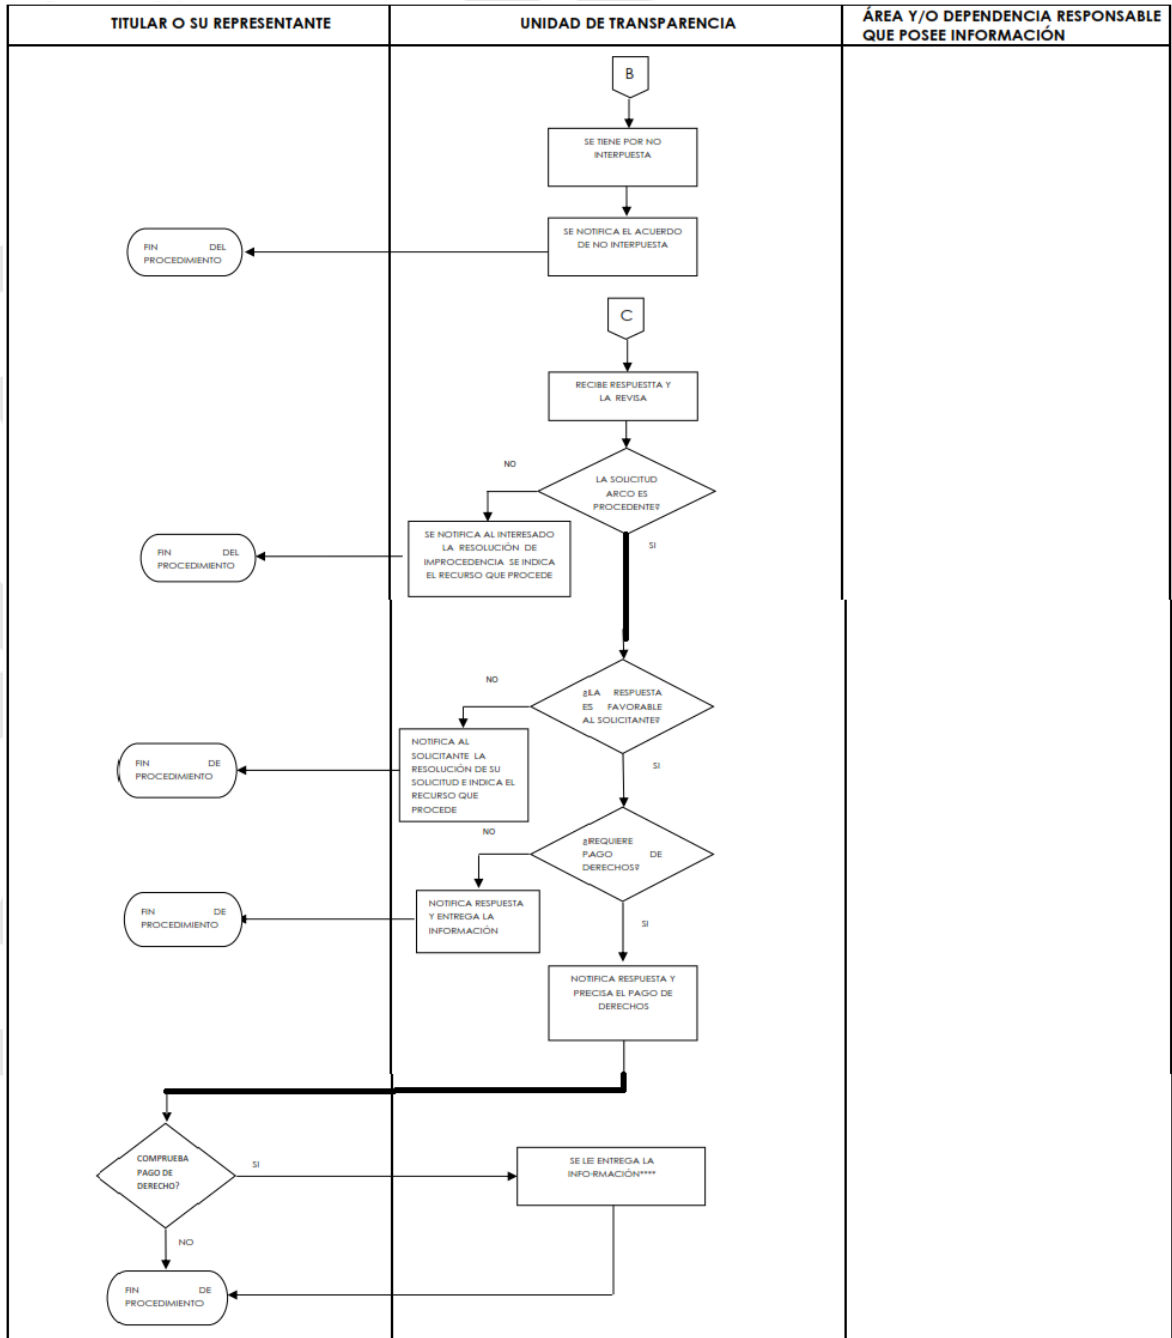 TITULAR O SU REPRESENTANTE
UNIDAD DE TRANSPARENCIA
ÁREA Y/O DEPENDENCIA RESPONSABLE
QUE POSEE INFORMACIÓN
B
SE TIENE POR NO
INTERPUESTA
SE NOTIFICA EL ACUERDO
DE NO INTERPUESTA
FIN DEL
PROCEDIMIENTO
C
RECIBE RESPUESTTA Y
LA REVISA
LA SOLICITUD
ARCO ES
PROCEDENTE?
NO
SI
SE NOTIFICA AL INTERESADO
LA RESOLUCIÓN DE
IMPROCEDENCIA SE INDICA
EL RECURSO QUE PROCEDE
FIN DEL
PROCEDIMIENTO
¿LA RESPUESTA
ES FAVORABLE
AL SOLICITANTE?
NO
SI
NOTIFICA AL
SOLICITANTE LA
RESOLUCIÓN DE SU
SOLICITUD E INDICA EL
RECURSO QUE
PROCEDE
FIN DE
PROCEDIMIENTO
¿REQUIERE
PAGO DE
DERECHOS?
NO
SI
NOTIFICA RESPUESTA
Y ENTREGA LA
INFORMACIÓN
FIN DE
PROCEDIMIENTO
NOTIFICA RESPUESTA Y
PRECISA EL PAGO DE
DERECHOS
COMPRUEBA
PAGO DE
DERECHO?
SI
NO
SE LE ENTREGA LA
INFO-RMACIÓN****
FIN DE
PROCEDIMIENTO